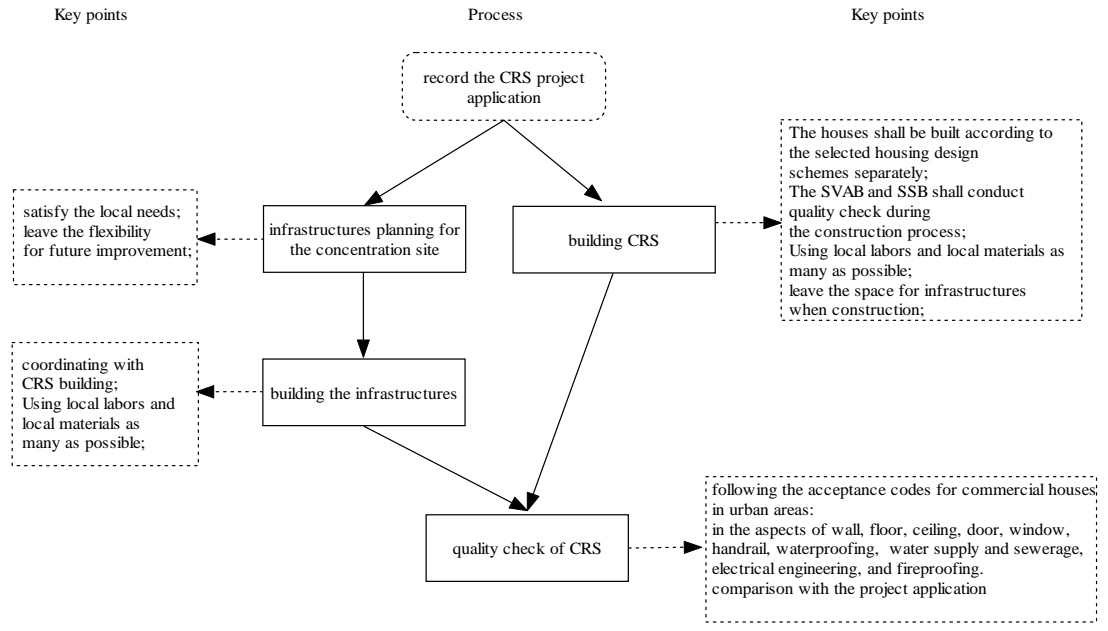 Key points
Process
Key points
record the CRS project
application
The houses shall be built according to
the selected housing design
schemes separately;
The SVAB and SSB shall conduct
quality check during
the construction process;
Using local labors and local materials as
many as possible;
leave the space for infrastructures
when construction;
satisfy the local needs;
leave the flexibility
for future improvement;
infrastructures planning for
the concentration site
building CRS
coordinating with
CRS building;
Using local labors and
local materials as
many as possible;
building the infrastructures
quality check of CRS
following the acceptance codes for commercial houses
in urban areas:
in the aspects of wall, floor, ceiling, door, window,
handrail, waterproofing, water supply and sewerage,
electrical engineering, and fireproofing.
comparison with the project application